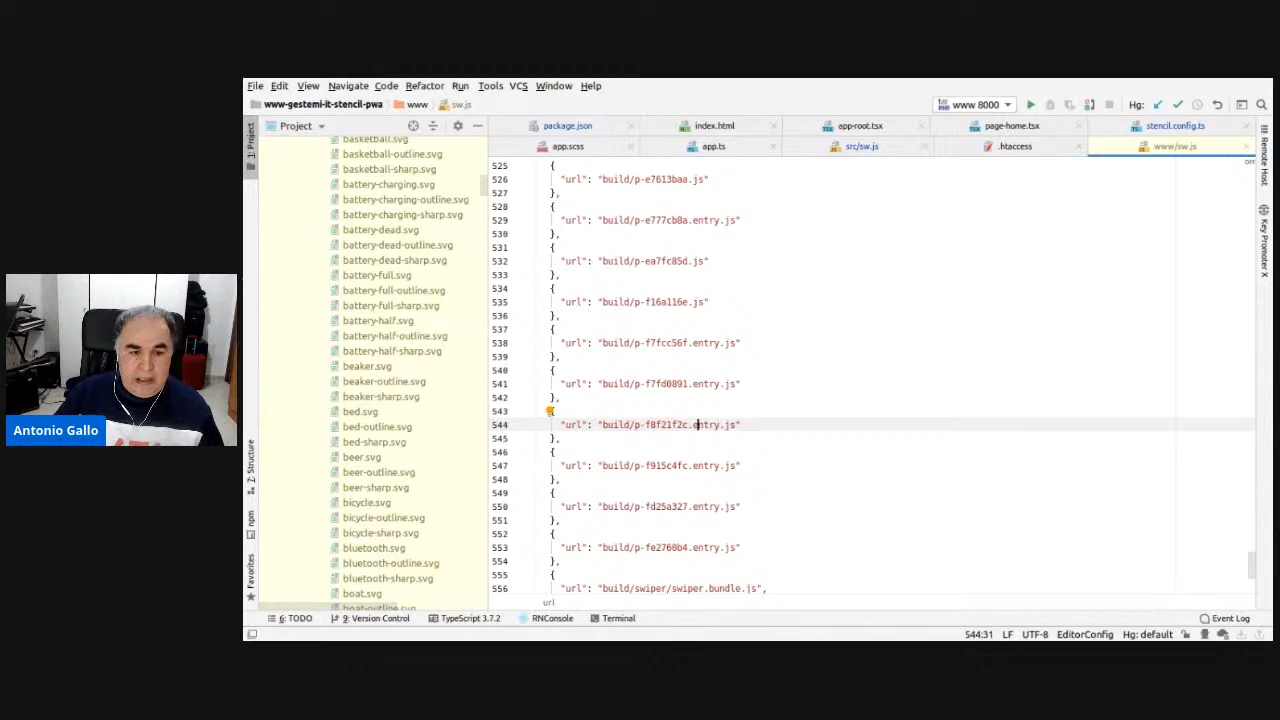 File Edit View Navigate Code Refactor Run Tools VCS Window Help
www-gestemi-it-stencil-pwa www sw.js www 8000 Hg:
Project package.json index.html app-root.tsx page-home.tsx stencil.config.ts
app.scss app.ts src/sw.js .htaccess www/sw.js
1: Project
Z: Structure
npm
Favorites
basketball.svg
basketball-outline.svg
basketball-sharp.svg
battery-charging.svg
battery-charging-outline.svg
battery-charging-sharp.svg
battery-dead.svg
battery-dead-outline.svg
battery-dead-sharp.svg
battery-full.svg
battery-full-outline.svg
battery-full-sharp.svg
battery-half.svg
battery-half-outline.svg
battery-half-sharp.svg
beaker.svg
beaker-outline.svg
beaker-sharp.svg
bed.svg
bed-outline.svg
bed-sharp.svg
beer.svg
beer-outline.svg
beer-sharp.svg
bicycle.svg
bicycle-outline.svg
bicycle-sharp.svg
bluetooth.svg
bluetooth-outline.svg
bluetooth-sharp.svg
boat.svg
boat-outline.svg
525 {
526 "url": "build/p-e7613baa.js"
527 },
528 {
529 "url": "build/p-e777cb8a.entry.js"
530 },
531 {
532 "url": "build/p-ea7fc85d.js"
533 },
534 {
535 "url": "build/p-f16a116e.js"
536 },
537 {
538 "url": "build/p-f7fcc56f.entry.js"
539 },
540 {
541 "url": "build/p-f7fd0891.entry.js"
542 },
543 {
544 "url": "build/p-f8f21f2c.entry.js"
545 },
546 {
547 "url": "build/p-f915c4fc.entry.js"
548 },
549 {
550 "url": "build/p-fd25a327.entry.js"
551 },
552 {
553 "url": "build/p-fe2760b4.entry.js"
554 },
555 {
556 "url": "build/swiper/swiper.bundle.js",
url
Remote Host
Key Promoter X
6: TODO 9: Version Control TypeScript 3.7.2 RNConsole Terminal Event Log
544:31 LF UTF-8 EditorConfig Hg: default
Antonio Gallo